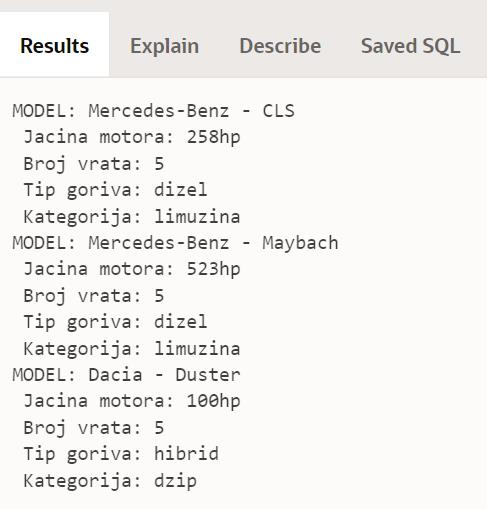 Results Explain Describe Saved SQL
MODEL: Mercedes-Benz - CLS
Jacina motora: 258hp
Broj vrata: 5
Tip goriva: dizel
Kategorija: limuzina
MODEL: Mercedes-Benz - Maybach
Jacina motora: 523hp
Broj vrata: 5
Tip goriva: dizel
Kategorija: limuzina
MODEL: Dacia - Duster
Jacina motora: 100hp
Broj vrata: 5
Tip goriva: hibrid
Kategorija: dzip